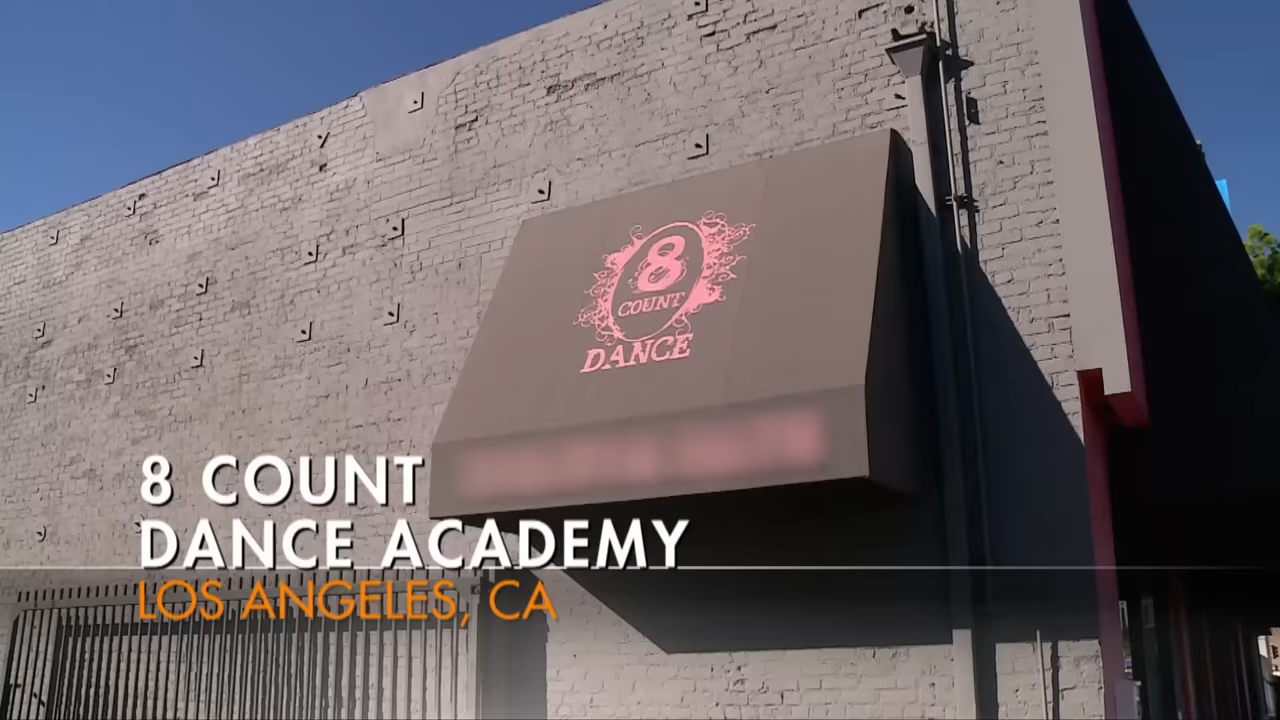 8
COUNT
DANCE
8 COUNT
DANCE ACADEMY
LOS ANGELES, CA